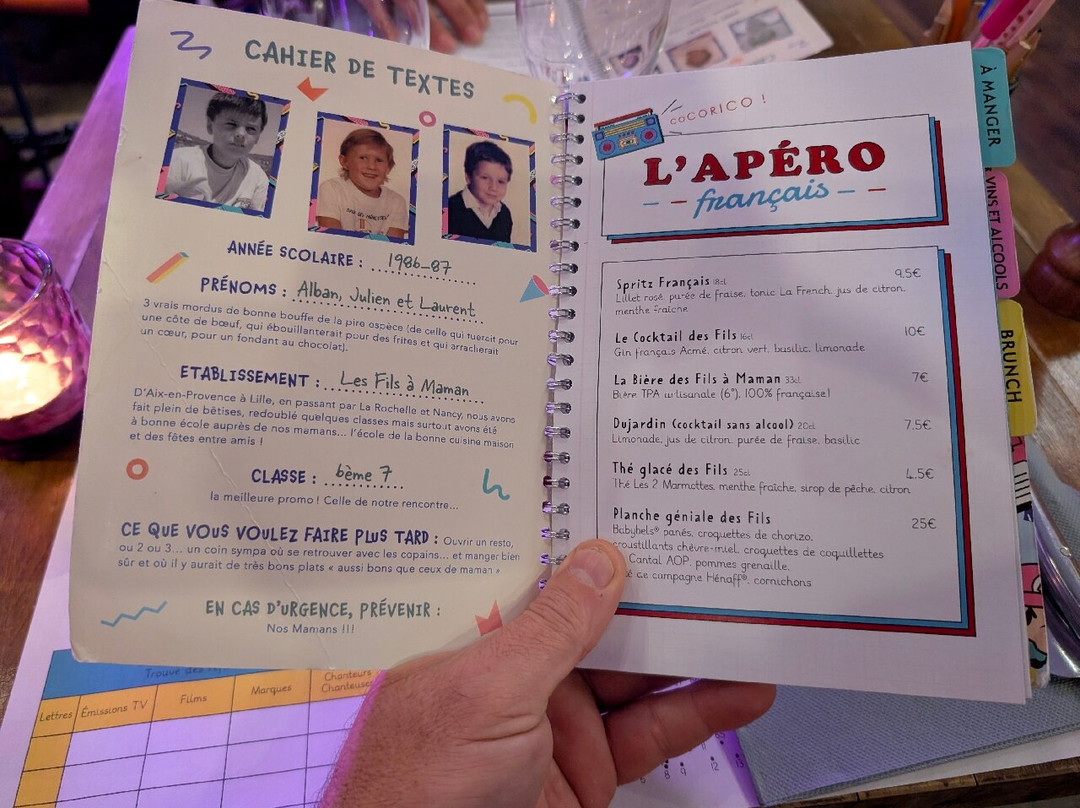 CAHIER DE TEXTES
ANNÉE SCOLAIRE : 1986-87
PRÉNOMS : Alban, Julien et Laurent
3 vrais mordus de bonne bouffe de la pire espèce (de celle qui tuerait pour
une côte de bœuf, qui ébouillanterait pour des frites et qui arracherait
un cœur, pour un fondant au chocolat).
ETABLISSEMENT : Les Fils à Maman
D'Aix-en-Provence à Lille, en passant par La Rochelle et Nancy, nous avons
fait plein de bêtises, redoublé quelques classes mais surtout avons été
à bonne école auprès de nos mamans... l'école de la bonne cuisine maison
et des fêtes entre amis !
CLASSE : 6ème 7
la meilleure promo ! Celle de notre rencontre...
CE QUE VOUS VOULEZ FAIRE PLUS TARD : Ouvrir un resto,
ou 2 ou 3... un coin sympa où se retrouver avec les copains... et manger bien
sûr et où il y aurait de très bons plats « aussi bons que ceux de maman »
EN CAS D'URGENCE, PRÉVENIR :
Nos Mamans !!!
COCORICO !
L'APÉRO
français
Spritz Français 18cl 9.5€
Lillet rosé, purée de fraise, tonic La French, jus de citron,
menthe fraîche
Le Cocktail des Fils 16cl 10€
Gin français Acmé, citron vert, basilic, limonade
La Bière des Fils à Maman 33cl 7€
Bière TPA artisanale (6°), 100% française!
Dujardin (cocktail sans alcool) 20cl 7.5€
Limonade, jus de citron, purée de fraise, basilic
Thé glacé des Fils 25cl 4.5€
Thé Les 2 Marmottes, menthe fraîche, sirop de pêche, citron
Planche géniale des Fils 25€
Babybels® panés, croquettes de chorizo,
croustillants chèvre-miel, croquettes de coquillettes
Cantal AOP, pommes grenaille,
de campagne Hénaff®, cornichons
À MANGER
VINS ET ALCOOLS
BRUNCH
Trouve des
Lettres
Émissions TV
Films
Marques
Chanteurs
Chanteuses